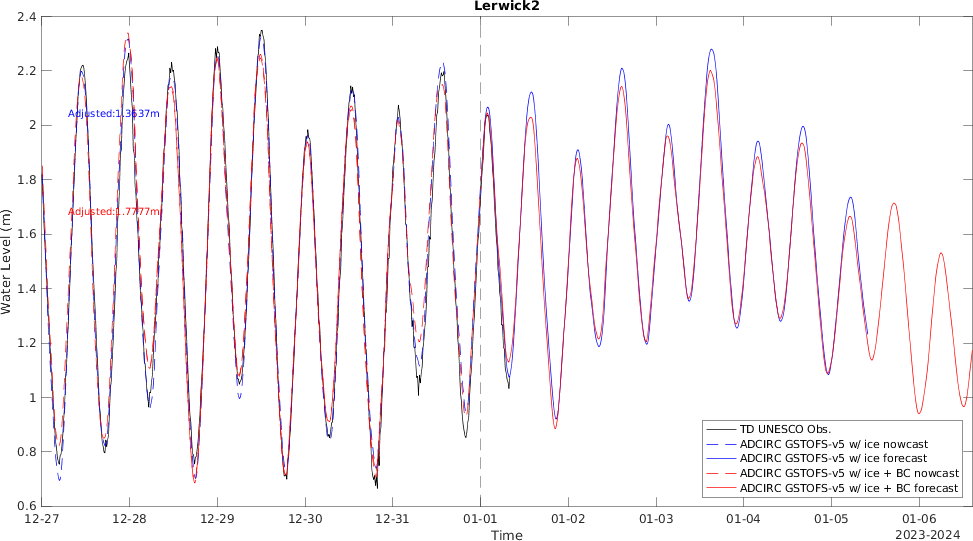 Lerwick2
2.4
2.2
2
1.8
1.6
1.4
1.2
1
0.8
0.6
Water Level (m)
Adjusted:1.3637m
Adjusted:1.7777m
TD UNESCO Obs.
ADCIRC GSTOFS-v5 w/ ice nowcast
ADCIRC GSTOFS-v5 w/ ice forecast
ADCIRC GSTOFS-v5 w/ ice + BC nowcast
ADCIRC GSTOFS-v5 w/ ice + BC forecast
12-27 12-28 12-29 12-30 12-31 01-01 01-02 01-03 01-04 01-05 01-06
Time
2023-2024